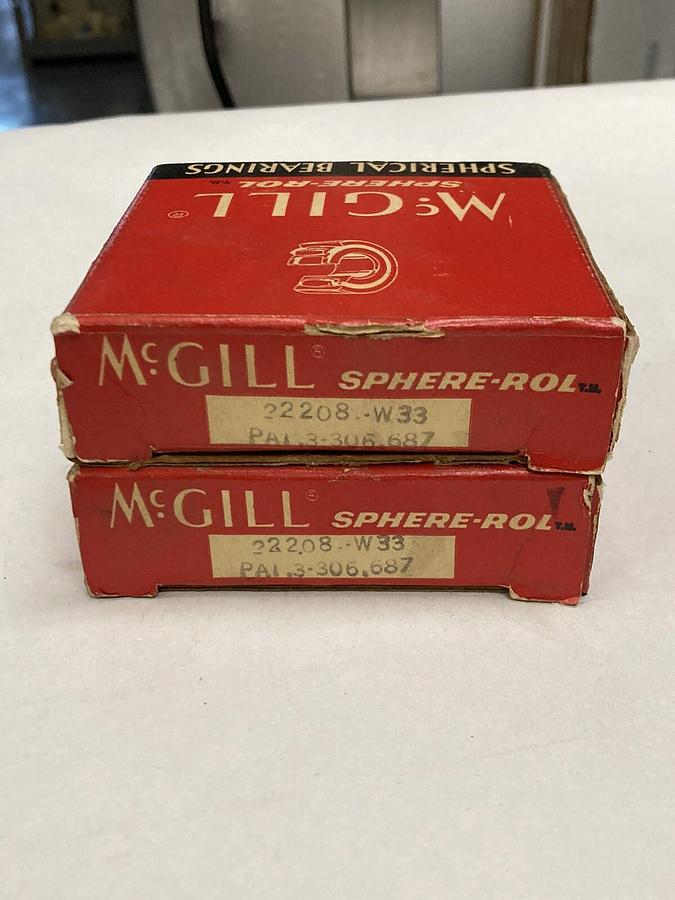 SPHERICAL BEARINGS
SPHERE-ROL T.M.
McGILL ®
McGILL® SPHERE-ROL T.M.
22208-W33
PAT.3-306,687
McGILL® SPHERE-ROL T.M.
22208-W33
PAT.3-306,687